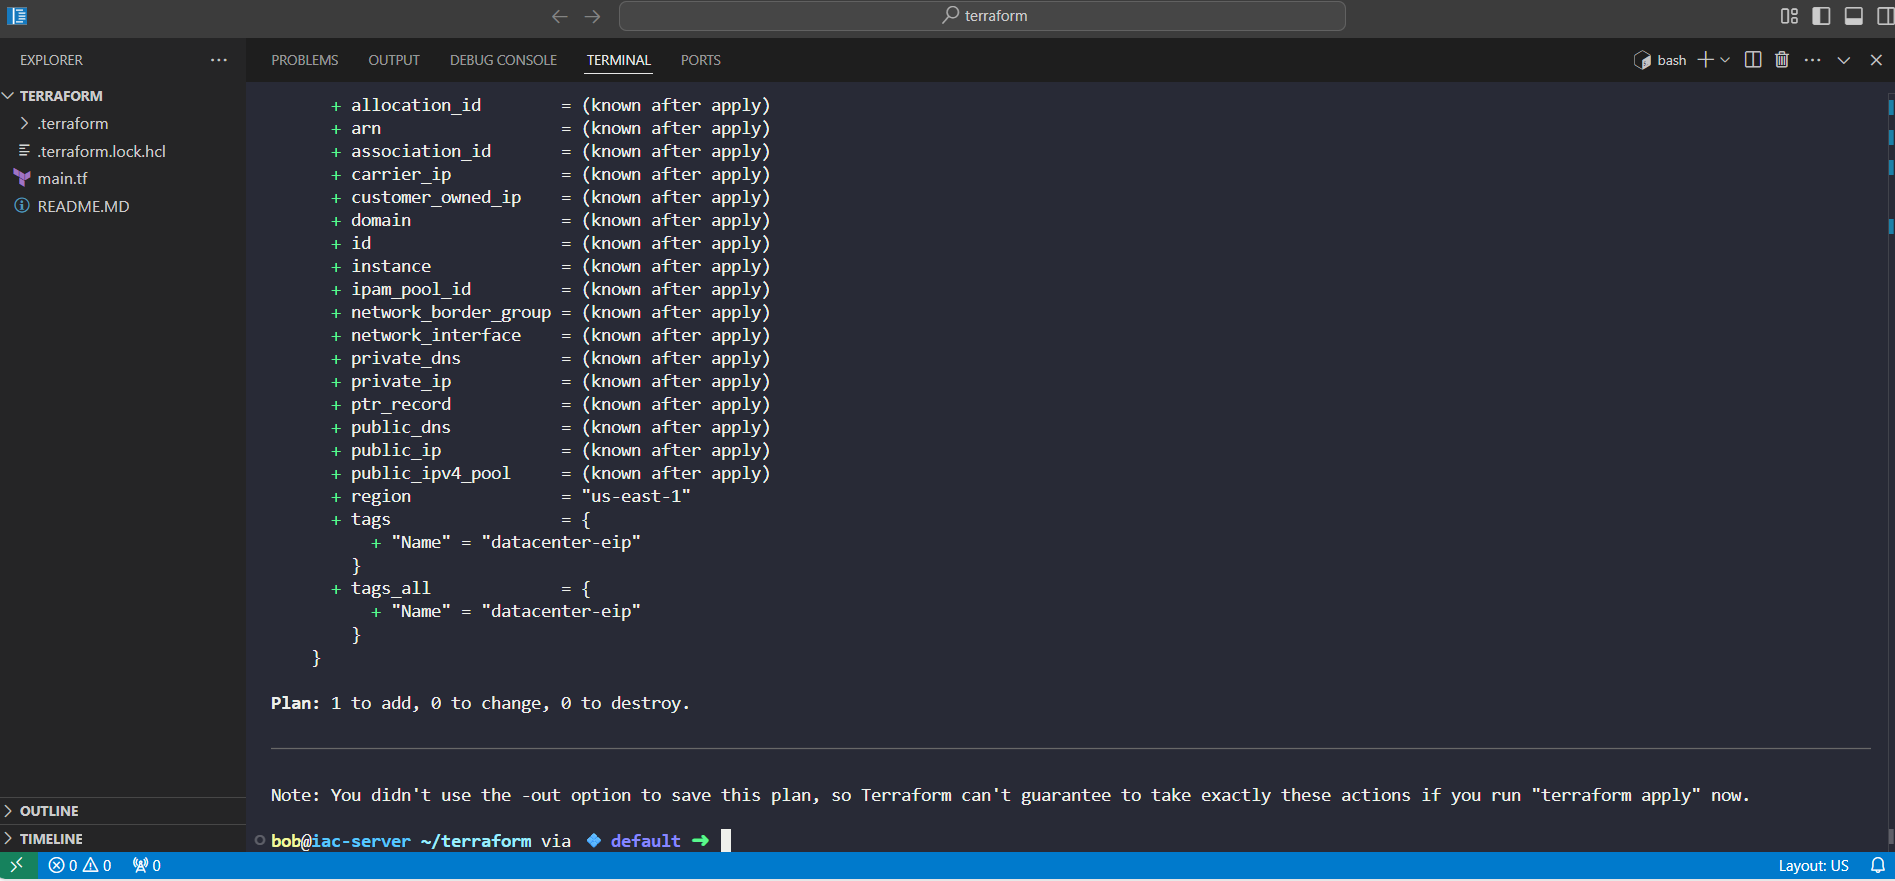 terraform
EXPLORER
PROBLEMS OUTPUT DEBUG CONSOLE TERMINAL PORTS
bash
TERRAFORM
.terraform
.terraform.lock.hcl
main.tf
README.MD
+ allocation_id = (known after apply)
+ arn = (known after apply)
+ association_id = (known after apply)
+ carrier_ip = (known after apply)
+ customer_owned_ip = (known after apply)
+ domain = (known after apply)
+ id = (known after apply)
+ instance = (known after apply)
+ ipam_pool_id = (known after apply)
+ network_border_group = (known after apply)
+ network_interface = (known after apply)
+ private_dns = (known after apply)
+ private_ip = (known after apply)
+ ptr_record = (known after apply)
+ public_dns = (known after apply)
+ public_ip = (known after apply)
+ public_ipv4_pool = (known after apply)
+ region = "us-east-1"
+ tags = {
+ "Name" = "datacenter-eip"
}
+ tags_all = {
+ "Name" = "datacenter-eip"
}
}
Plan: 1 to add, 0 to change, 0 to destroy.
Note: You didn't use the -out option to save this plan, so Terraform can't guarantee to take exactly these actions if you run "terraform apply" now.
bob@iac-server ~/terraform via ◆ default ➜
OUTLINE
TIMELINE
0 0 0
Layout: US